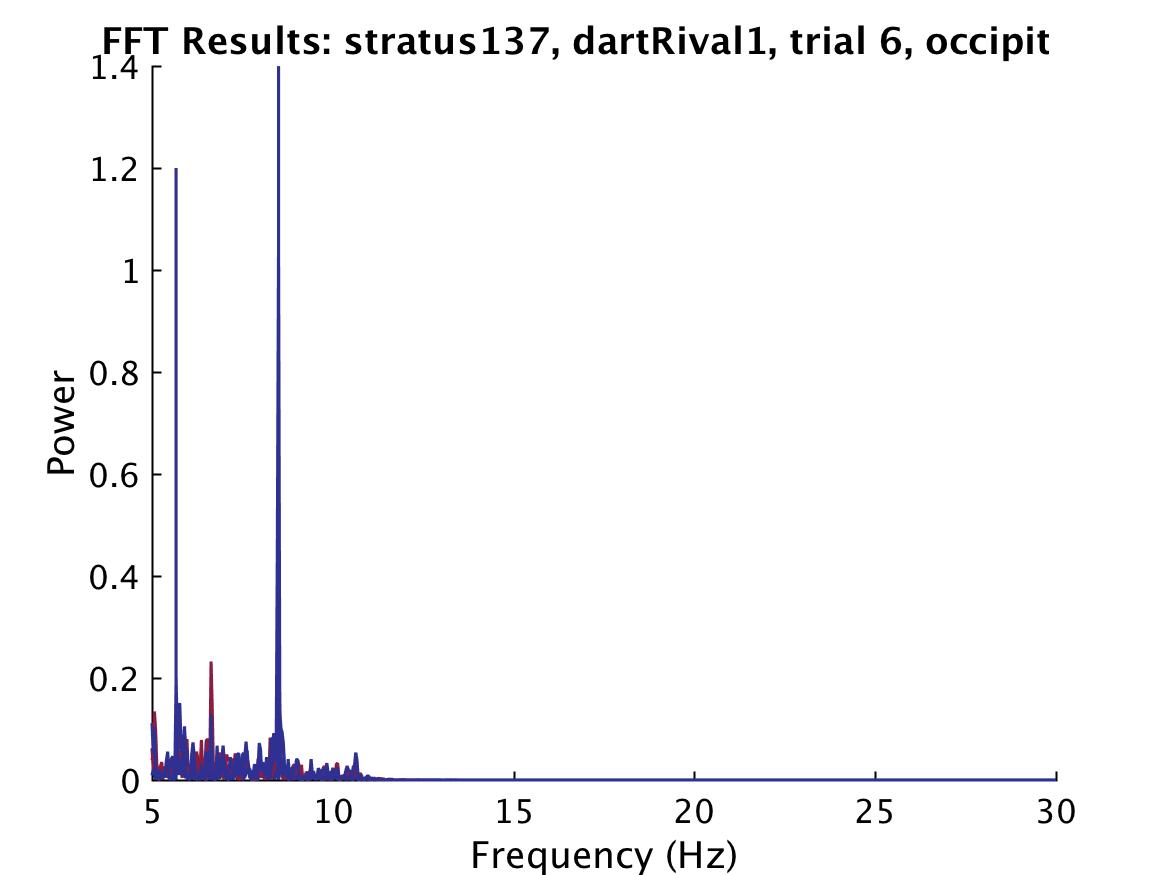 FFT Results: stratus137, dartRival1, trial 6, occipit
1.4
1.2
1
0.8
0.6
0.4
0.2
0
Power
5 10 15 20 25 30
Frequency (Hz)